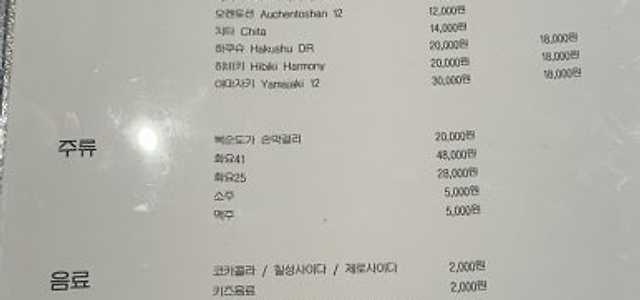 오켄토션 Auchentoshan 12 12,000원
치타 Chita 14,000원
하쿠슈 Hakushu DR 20,000원 18,000원
히비키 Hibiki Harmony 20,000원 18,000원
야마자키 Yamajaki 12 30,000원 18,000원
주류
복순도가 손막걸리 20,000원
화요41 48,000원
화요25 28,000원
소주 5,000원
맥주 5,000원
음료
코카콜라 / 칠성사이다 / 제로사이다 2,000원
키즈음료 2,000원